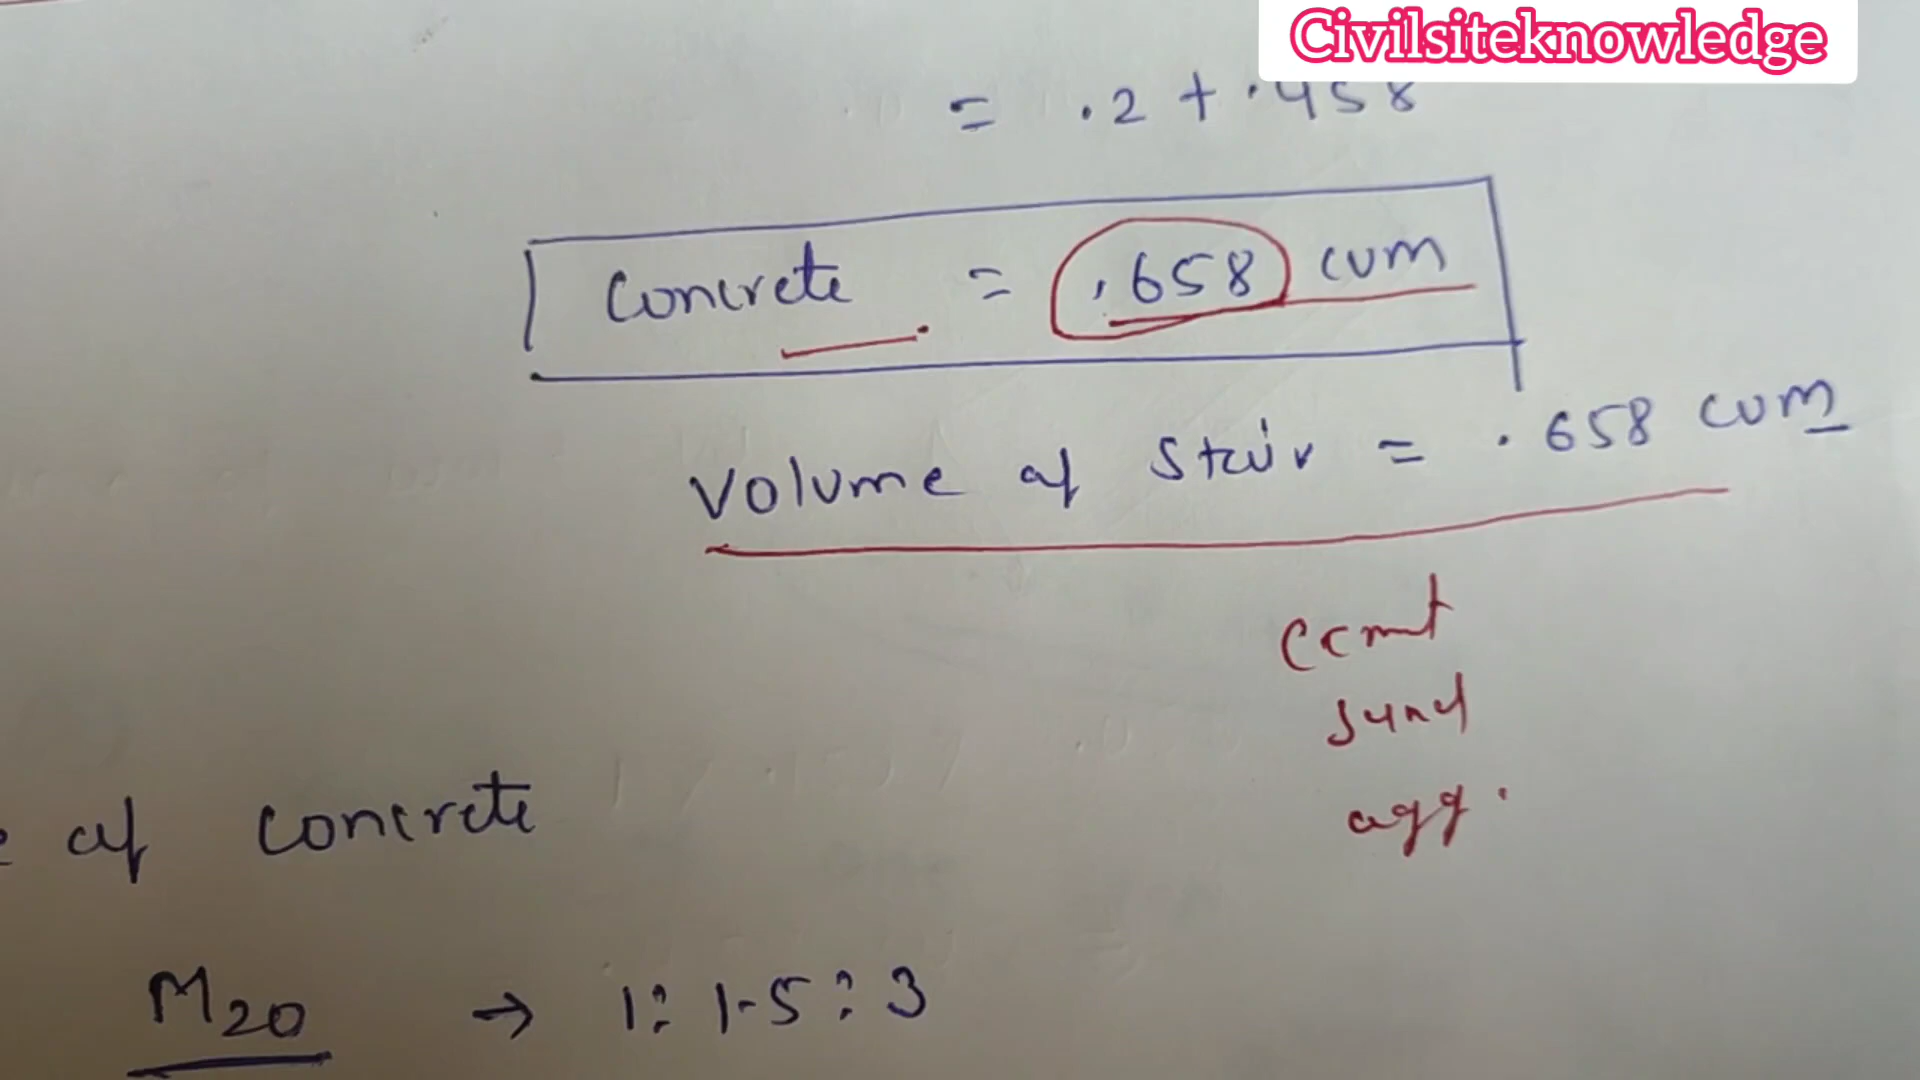 Civilsiteknowledge
= .2 + .458
Concrete = .658 cum
Volume of Stair = .658 cum
cemt
sand
agg.
of concrete
M20 → 1: 1.5 : 3